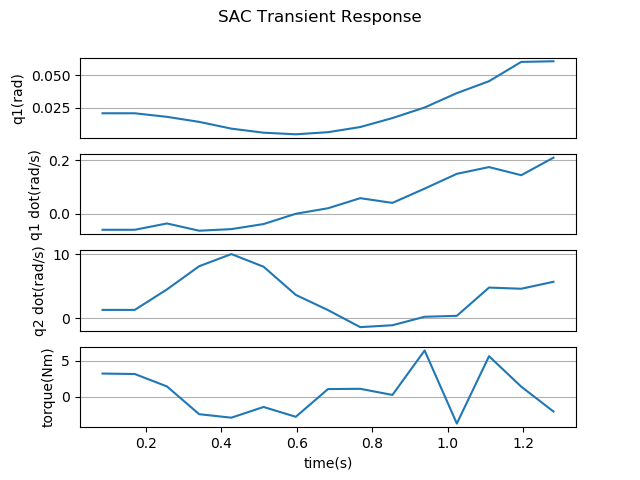 SAC Transient Response
q1(rad)
0.050
0.025
q1 dot(rad/s)
0.2
0.0
q2 dot(rad/s)
10
0
torque(Nm)
5
0
0.2 0.4 0.6 0.8 1.0 1.2
time(s)